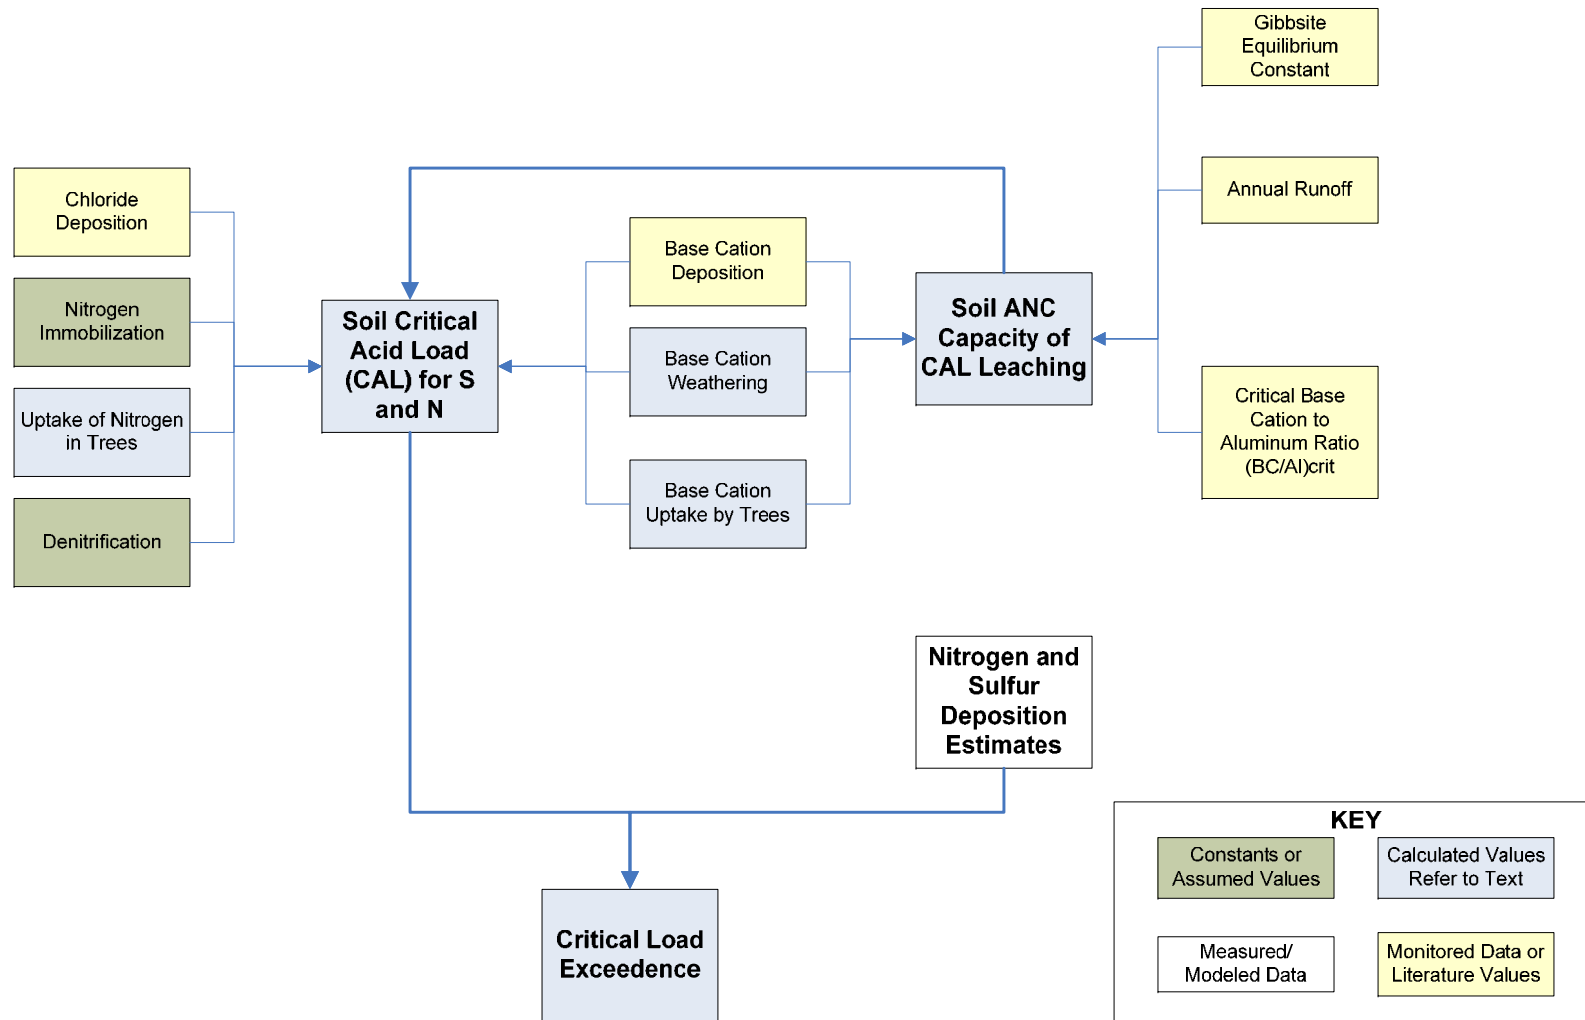 Gibbsite
Equilibrium
Constant
Chloride
Deposition
Annual Runoff
Base Cation
Deposition
Nitrogen
Immobilization
Soil Critical
Acid Load
(CAL) for S
and N
Base Cation
Weathering
Soil ANC
Capacity of
CAL Leaching
Uptake of Nitrogen
in Trees
Critical Base
Cation to
Aluminum Ratio
(BC/Al)crit
Base Cation
Uptake by Trees
Denitrification
Nitrogen and
Sulfur
Deposition
Estimates
Critical Load
Exceedence
KEY
Constants or
Assumed Values
Calculated Values
Refer to Text
Measured/
Modeled Data
Monitored Data or
Literature Values